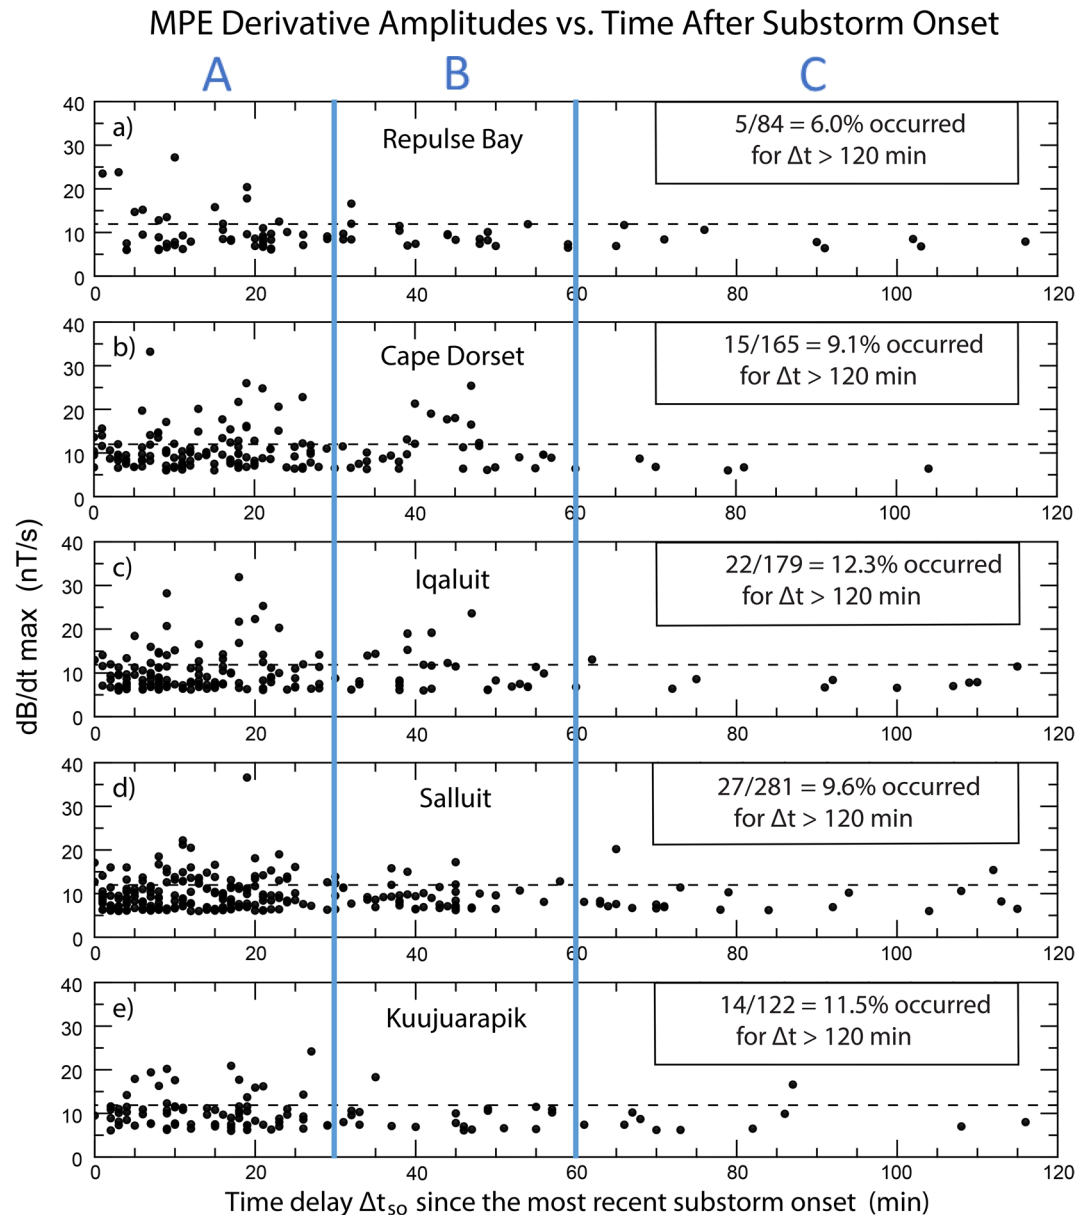 MPE Derivative Amplitudes vs. Time After Substorm Onset
A B C
40
30
20
10
0
a)
Repulse Bay
5/84 = 6.0% occurred
for Δt > 120 min
0 20 40 60 80 100 120
40
30
20
10
0
b)
Cape Dorset
15/165 = 9.1% occurred
for Δt > 120 min
0 20 40 60 80 100 120
dB/dt max (nT/s)
40
30
20
10
0
c)
Iqaluit
22/179 = 12.3% occurred
for Δt > 120 min
0 20 40 60 80 100 120
40
30
20
10
0
d)
Salluit
27/281 = 9.6% occurred
for Δt > 120 min
0 20 40 60 80 100 120
40
30
20
10
0
e)
Kuujuarapik
14/122 = 11.5% occurred
for Δt > 120 min
0 20 40 60 80 100 120
Time delay Δtso since the most recent substorm onset (min)